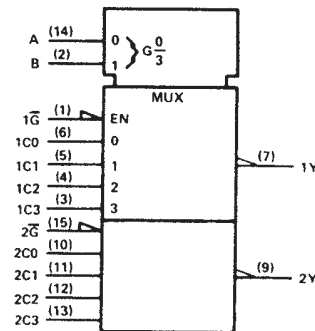 A (14) 0 G 0/3
B (2) 1
MUX
1G̅ (1) EN
1C0 (6) 0
1C1 (5) 1 (7) 1Y
1C2 (4) 2
1C3 (3) 3
2G̅ (15)
2C0 (10)
2C1 (11) (9) 2Y
2C2 (12)
2C3 (13)